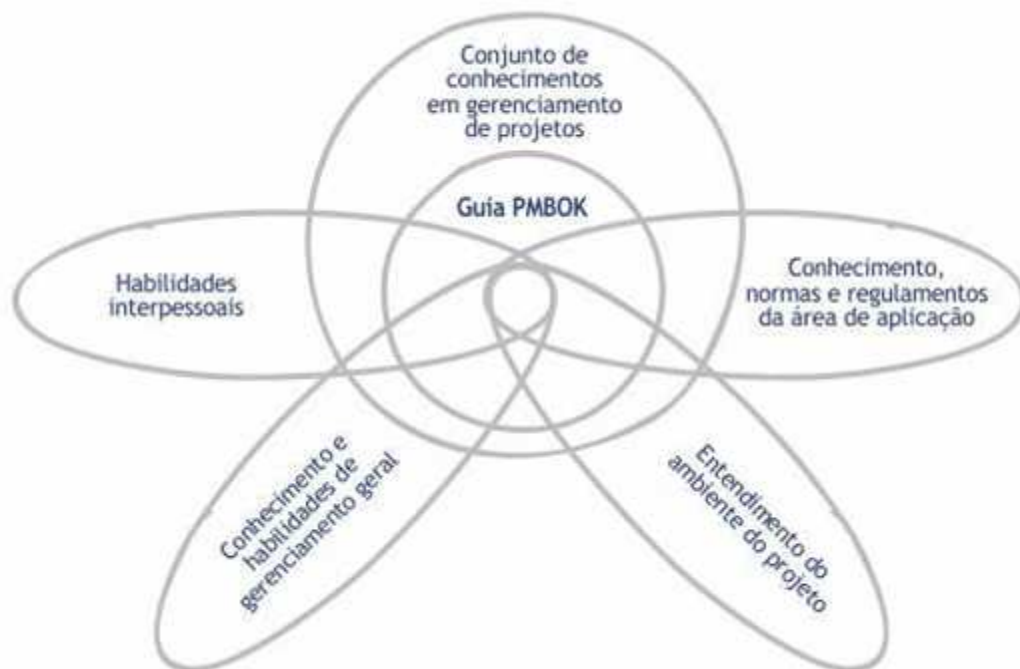 Conjunto de
conhecimentos
em gerenciamento
de projetos
Guia PMBOK
Habilidades
interpessoais
Conhecimento,
normas e regulamentos
da área de aplicação
Conhecimento e
habilidades de
gerenciamento geral
Entendimento do
ambiente do projeto